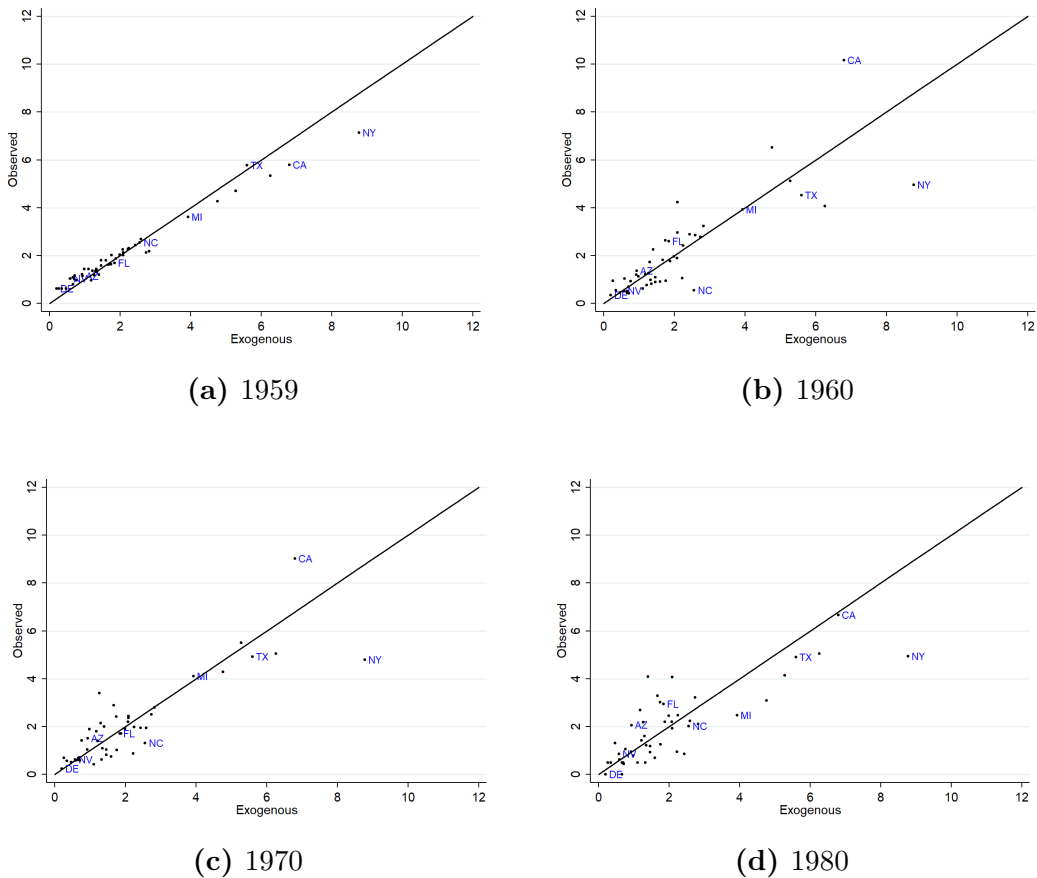 12
10
8
6
4
2
0
Observed
NY
TX
CA
MI
NC
FL
AZ
DE
0 2 4 6 8 10 12
Exogenous
(a) 1959
12
10
8
6
4
2
0
Observed
CA
NY
TX
MI
FL
AZ
NC
NV
DE
0 2 4 6 8 10 12
Exogenous
(b) 1960
12
10
8
6
4
2
0
Observed
CA
NY
TX
MI
FL
AZ
NC
NV
DE
0 2 4 6 8 10 12
Exogenous
(c) 1970
12
10
8
6
4
2
0
Observed
CA
NY
TX
FL
MI
AZ
NC
NV
DE
0 2 4 6 8 10 12
Exogenous
(d) 1980